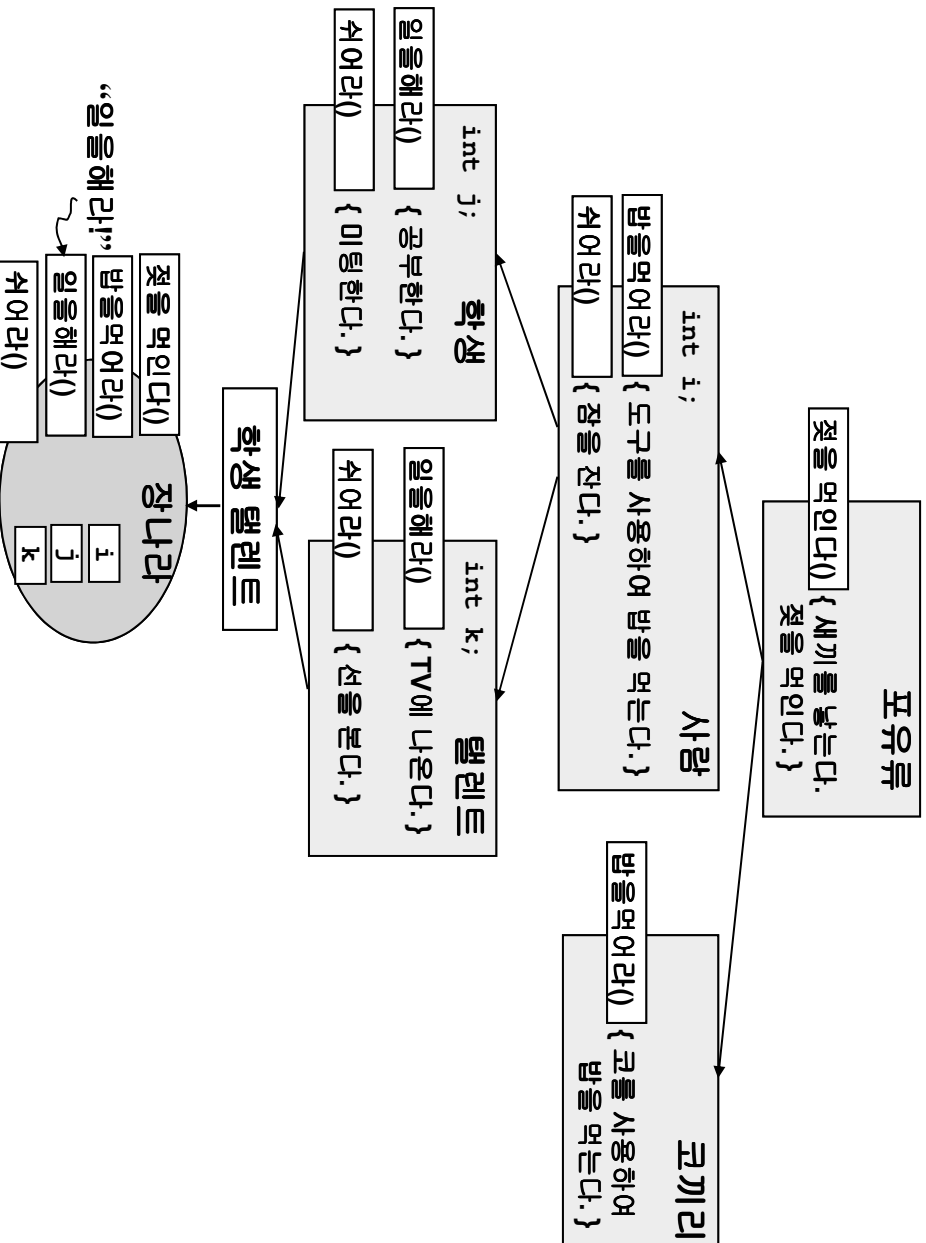 포유류
젖을 먹인다() { 새끼를 낳는다.
젖을 먹인다. }
사람
int i;
밥을먹어라() { 도구를 사용하여 밥을 먹는다. }
쉬어라() { 잠을 잔다. }
코끼리
밥을먹어라() { 코를 사용하여
밥을 먹는다. }
학생
int j;
일을해라() { 공부한다. }
쉬어라() { 미팅한다. }
탤런트
int k;
일을해라() { TV에 나온다. }
쉬어라() { 선을 본다. }
학생 탤런트
장나라
젖을 먹인다()
밥을먹어라()
일을해라()
쉬어라()
i
j
k
"일을해라!"